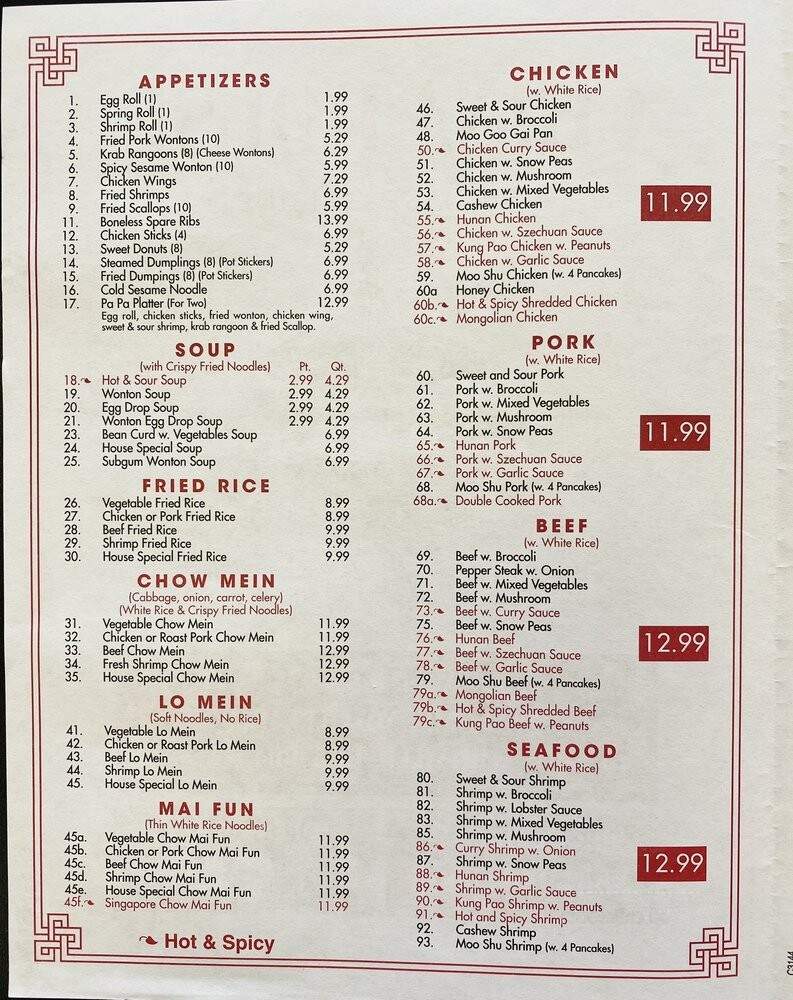 APPETIZERS
1. Egg Roll (1) 1.99
2. Spring Roll (1) 1.99
3. Shrimp Roll (1) 1.99
4. Fried Pork Wontons (10) 5.29
5. Krab Rangoons (8) (Cheese Wontons) 6.29
6. Spicy Sesame Wonton (10) 5.99
7. Chicken Wings 7.29
8. Fried Shrimps 6.99
9. Fried Scallops (10) 5.99
11. Boneless Spare Ribs 13.99
12. Chicken Sticks (4) 6.99
13. Sweet Donuts (8) 5.29
14. Steamed Dumplings (8) (Pot Stickers) 6.99
15. Fried Dumpings (8) (Pot Stickers) 6.99
16. Cold Sesame Noodle 6.99
17. Pa Pa Platter (For Two) 12.99
Egg roll, chicken sticks, fried wonton, chicken wing,
sweet & sour shrimp, krab rangoon & fried Scallop.
SOUP
(with Crispy Fried Noodles) Pt. Qt.
18. Hot & Sour Soup 2.99 4.29
19. Wonton Soup 2.99 4.29
20. Egg Drop Soup 2.99 4.29
21. Wonton Egg Drop Soup 2.99 4.29
23. Bean Curd w. Vegetables Soup 6.99
24. House Special Soup 6.99
25. Subgum Wonton Soup 6.99
FRIED RICE
26. Vegetable Fried Rice 8.99
27. Chicken or Pork Fried Rice 8.99
28. Beef Fried Rice 9.99
29. Shrimp Fried Rice 9.99
30. House Special Fried Rice 9.99
CHOW MEIN
(Cabbage, onion, carrot, celery)
(White Rice & Crispy Fried Noodles)
31. Vegetable Chow Mein 11.99
32. Chicken or Roast Pork Chow Mein 11.99
33. Beef Chow Mein 12.99
34. Fresh Shrimp Chow Mein 12.99
35. House Special Chow Mein 12.99
LO MEIN
(Soft Noodles, No Rice)
41. Vegetable Lo Mein 8.99
42. Chicken or Roast Pork Lo Mein 8.99
43. Beef Lo Mein 9.99
44. Shrimp Lo Mein 9.99
45. House Special Lo Mein 9.99
MAI FUN
(Thin White Rice Noodles)
45a. Vegetable Chow Mai Fun 11.99
45b. Chicken or Pork Chow Mai Fun 11.99
45c. Beef Chow Mai Fun 11.99
45d. Shrimp Chow Mai Fun 11.99
45e. House Special Chow Mai Fun 11.99
45f. Singapore Chow Mai Fun 11.99
Hot & Spicy
CHICKEN
(w. White Rice)
46. Sweet & Sour Chicken
47. Chicken w. Broccoli
48. Moo Goo Gai Pan
50. Chicken Curry Sauce
51. Chicken w. Snow Peas
52. Chicken w. Mushroom
53. Chicken w. Mixed Vegetables
54. Cashew Chicken
11.99
55. Hunan Chicken
56. Chicken w. Szechuan Sauce
57. Kung Pao Chicken w. Peanuts
58. Chicken w. Garlic Sauce
59. Moo Shu Chicken (w. 4 Pancakes)
60a Honey Chicken
60b. Hot & Spicy Shredded Chicken
60c. Mongolian Chicken
PORK
(w. White Rice)
60. Sweet and Sour Pork
61. Pork w. Broccoli
62. Pork w. Mixed Vegetables
63. Pork w. Mushroom
64. Pork w. Snow Peas
11.99
65. Hunan Pork
66. Pork w. Szechuan Sauce
67. Pork w. Garlic Sauce
68. Moo Shu Pork (w. 4 Pancakes)
68a. Double Cooked Pork
BEEF
(w. White Rice)
69. Beef w. Broccoli
70. Pepper Steak w. Onion
71. Beef w. Mixed Vegetables
72. Beef w. Mushroom
73. Beef w. Curry Sauce
75. Beef w. Snow Peas
76. Hunan Beef
12.99
77. Beef w. Szechuan Sauce
78. Beef w. Garlic Sauce
79. Moo Shu Beef (w. 4 Pancakes)
79a. Mongolian Beef
79b. Hot & Spicy Shredded Beef
79c. Kung Pao Beef w. Peanuts
SEAFOOD
(w. White Rice)
80. Sweet & Sour Shrimp
81. Shrimp w. Broccoli
82. Shrimp w. Lobster Sauce
83. Shrimp w. Mixed Vegetables
85. Shrimp w. Mushroom
86. Curry Shrimp w. Onion
87. Shrimp w. Snow Peas
12.99
88. Hunan Shrimp
89. Shrimp w. Garlic Sauce
90. Kung Pao Shrimp w. Peanuts
91. Hot and Spicy Shrimp
92. Cashew Shrimp
93. Moo Shu Shrimp (w. 4 Pancakes)
C3144